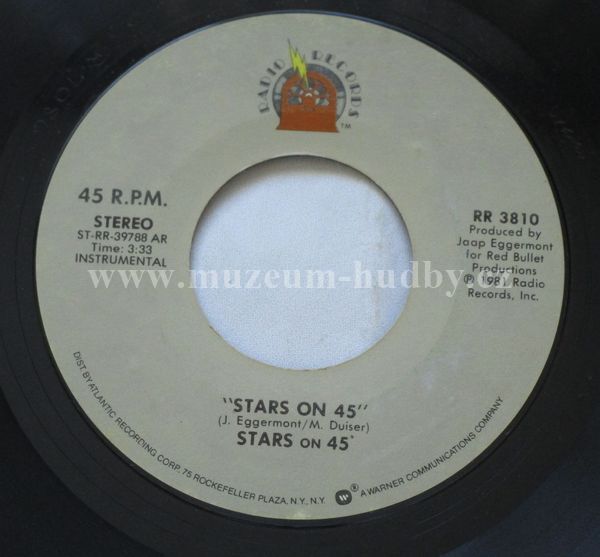 RADIO RECORDS
TM
45 R.P.M.
STEREO
ST-RR-39788 AR
Time: 3:33
INSTRUMENTAL
RR 3810
Produced by
Jaap Eggermont
for Red Bullet
Productions
℗ 1981 Radio
Records, Inc.
www.muzeum-hudby.cz
"STARS ON 45"
(J. Eggermont/M. Duiser)
STARS ON 45*
DIST. BY ATLANTIC RECORDING CORP. 75 ROCKEFELLER PLAZA, N.Y., N.Y. ® A WARNER COMMUNICATIONS COMPANY